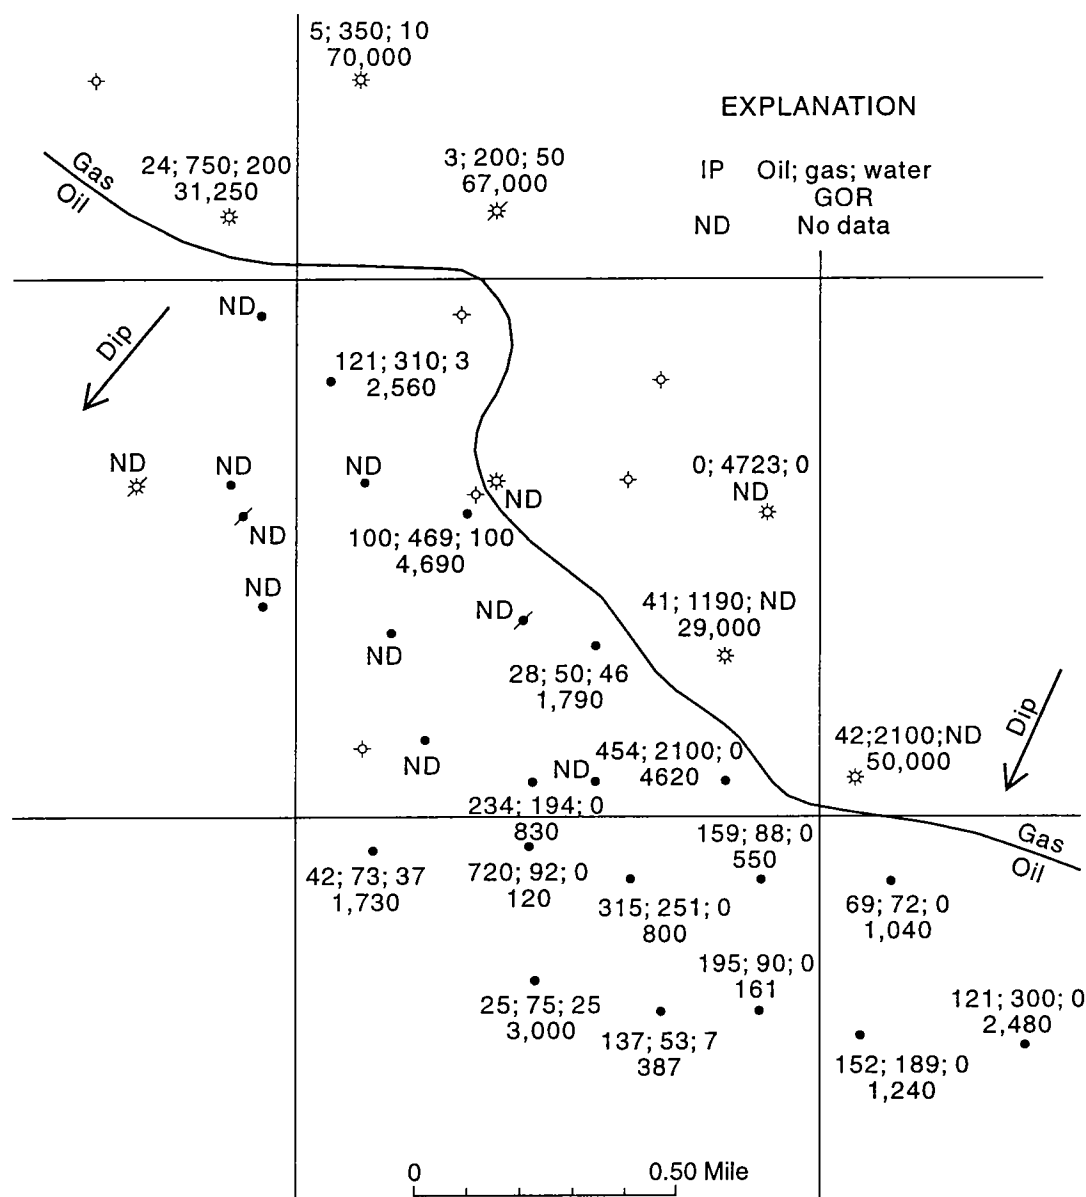 5; 350; 10
70,000
EXPLANATION
Gas
Oil
24; 750; 200
31,250
3; 200; 50
67,000
IP Oil; gas; water
GOR
ND No data
ND
Dip
121; 310; 3
2,560
ND
ND
ND
0; 4723; 0
ND
ND
ND
100; 469; 100
4,690
ND
ND
41; 1190; ND
29,000
ND
28; 50; 46
1,790
Dip
ND
ND
454; 2100; 0
4620
42;2100;ND
50,000
234; 194; 0
830
159; 88; 0
550
Gas
Oil
42; 73; 37
1,730
720; 92; 0
120
315; 251; 0
800
69; 72; 0
1,040
195; 90; 0
161
25; 75; 25
3,000
137; 53; 7
387
121; 300; 0
2,480
152; 189; 0
1,240
0 0.50 Mile